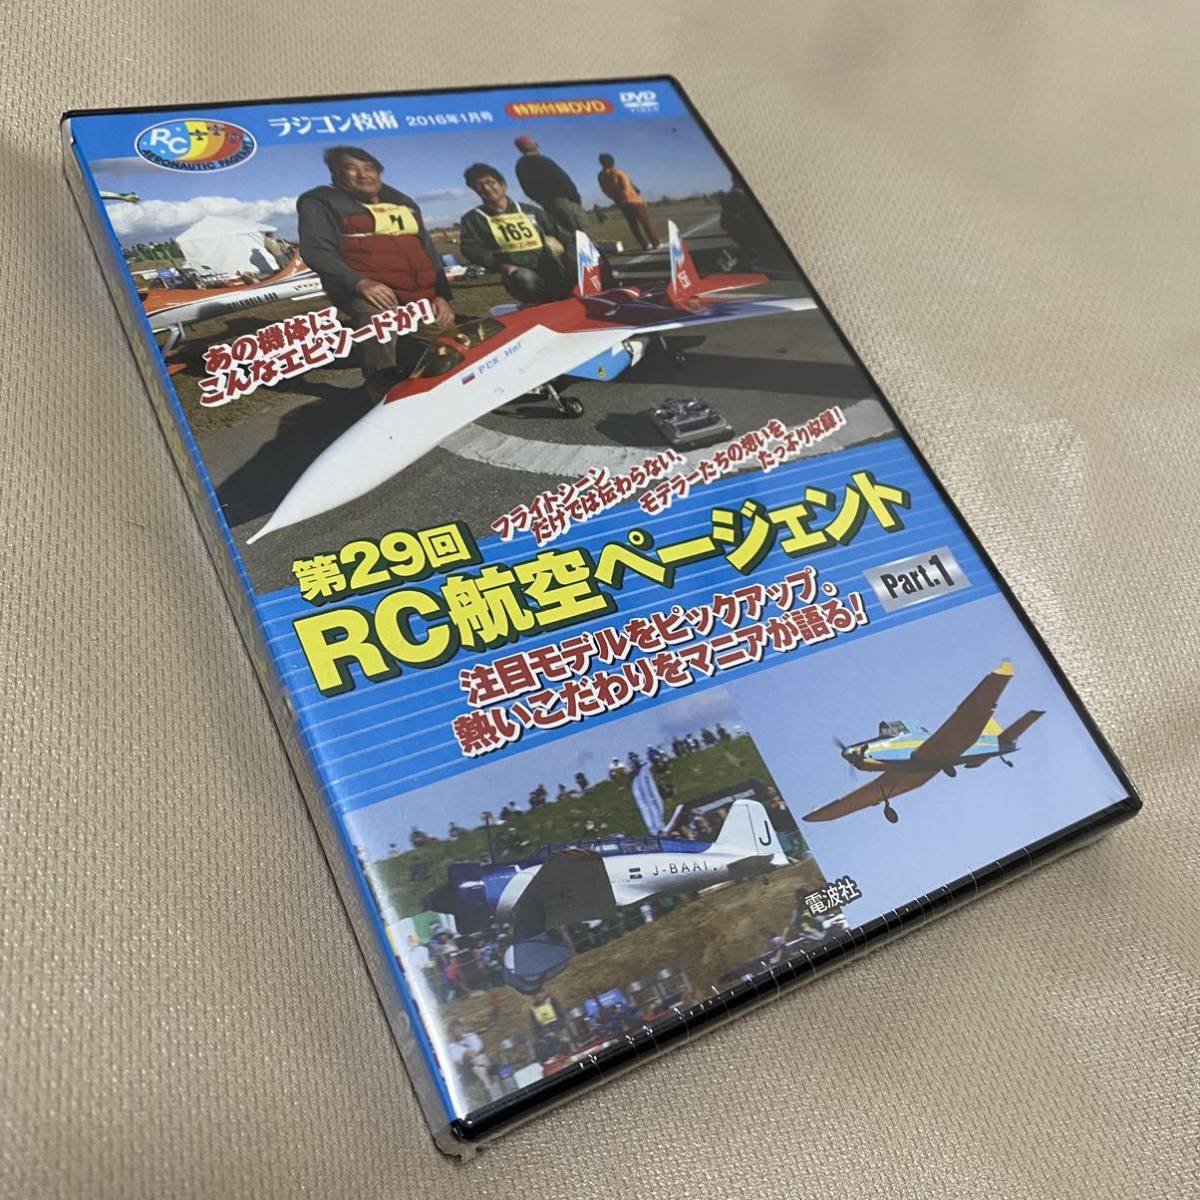 RC
AERONAUTIC PAGEANT
ラジコン技術 2016年1月号
特別付録DVD
DVD
VIDEO
165
あの機体に
こんなエピソードが!
РСК МиГ
フライトシーン
だけでは伝わらない、
モデラーたちの想いを
たっぷり収録!
第29回
RC航空ページェント
Part.1
注目モデルをピックアップ。
熱いこだわりをマニアが語る!
J
J-BAAI
電波社